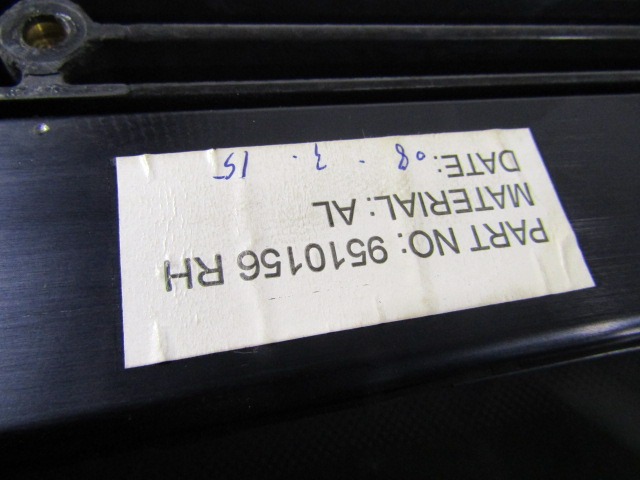 PART NO: 9510156 RH
MATERIAL: AL
DATE: 08 . 3 . 15